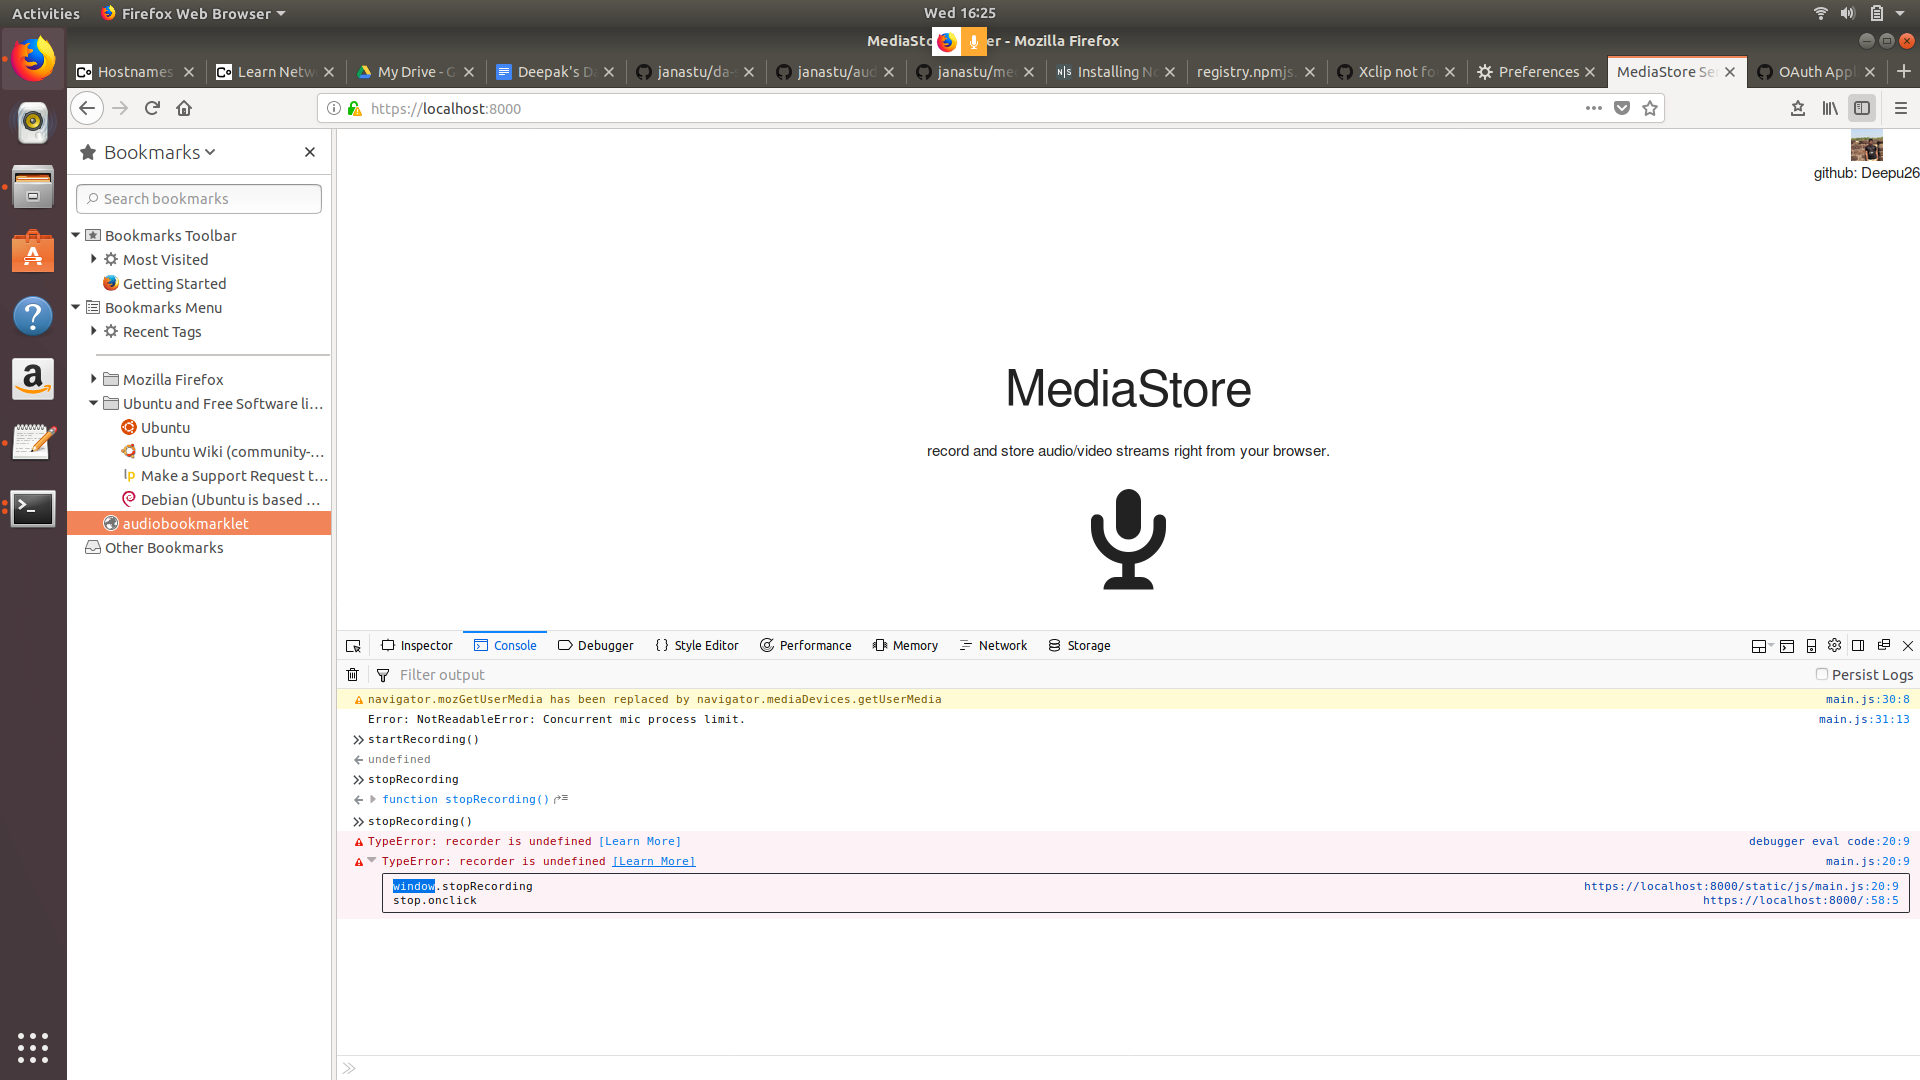 Activities
Firefox Web Browser
Wed 16:25
MediaSto
er - Mozilla Firefox
Hostnames
Learn Netw
My Drive - G
Deepak's Da
janastu/da-
janastu/aud
janastu/me
Installing No
registry.npmjs.
Xclip not fo
Preferences
MediaStore Se
OAuth Appl
https://localhost:8000
Bookmarks
Search bookmarks
Bookmarks Toolbar
Most Visited
Getting Started
Bookmarks Menu
Recent Tags
Mozilla Firefox
Ubuntu and Free Software li...
Ubuntu
Ubuntu Wiki (community-...
Make a Support Request t...
Debian (Ubuntu is based ...
audiobookmarklet
Other Bookmarks
github: Deepu26
MediaStore
record and store audio/video streams right from your browser.
Inspector
Console
Debugger
Style Editor
Performance
Memory
Network
Storage
Filter output
Persist Logs
navigator.mozGetUserMedia has been replaced by navigator.mediaDevices.getUserMedia main.js:30:8
Error: NotReadableError: Concurrent mic process limit. main.js:31:13
startRecording()
undefined
stopRecording
function stopRecording()
stopRecording()
TypeError: recorder is undefined [Learn More] debugger eval code:20:9
TypeError: recorder is undefined [Learn More] main.js:20:9
window.stopRecording https://localhost:8000/static/js/main.js:20:9
stop.onclick https://localhost:8000/:58:5